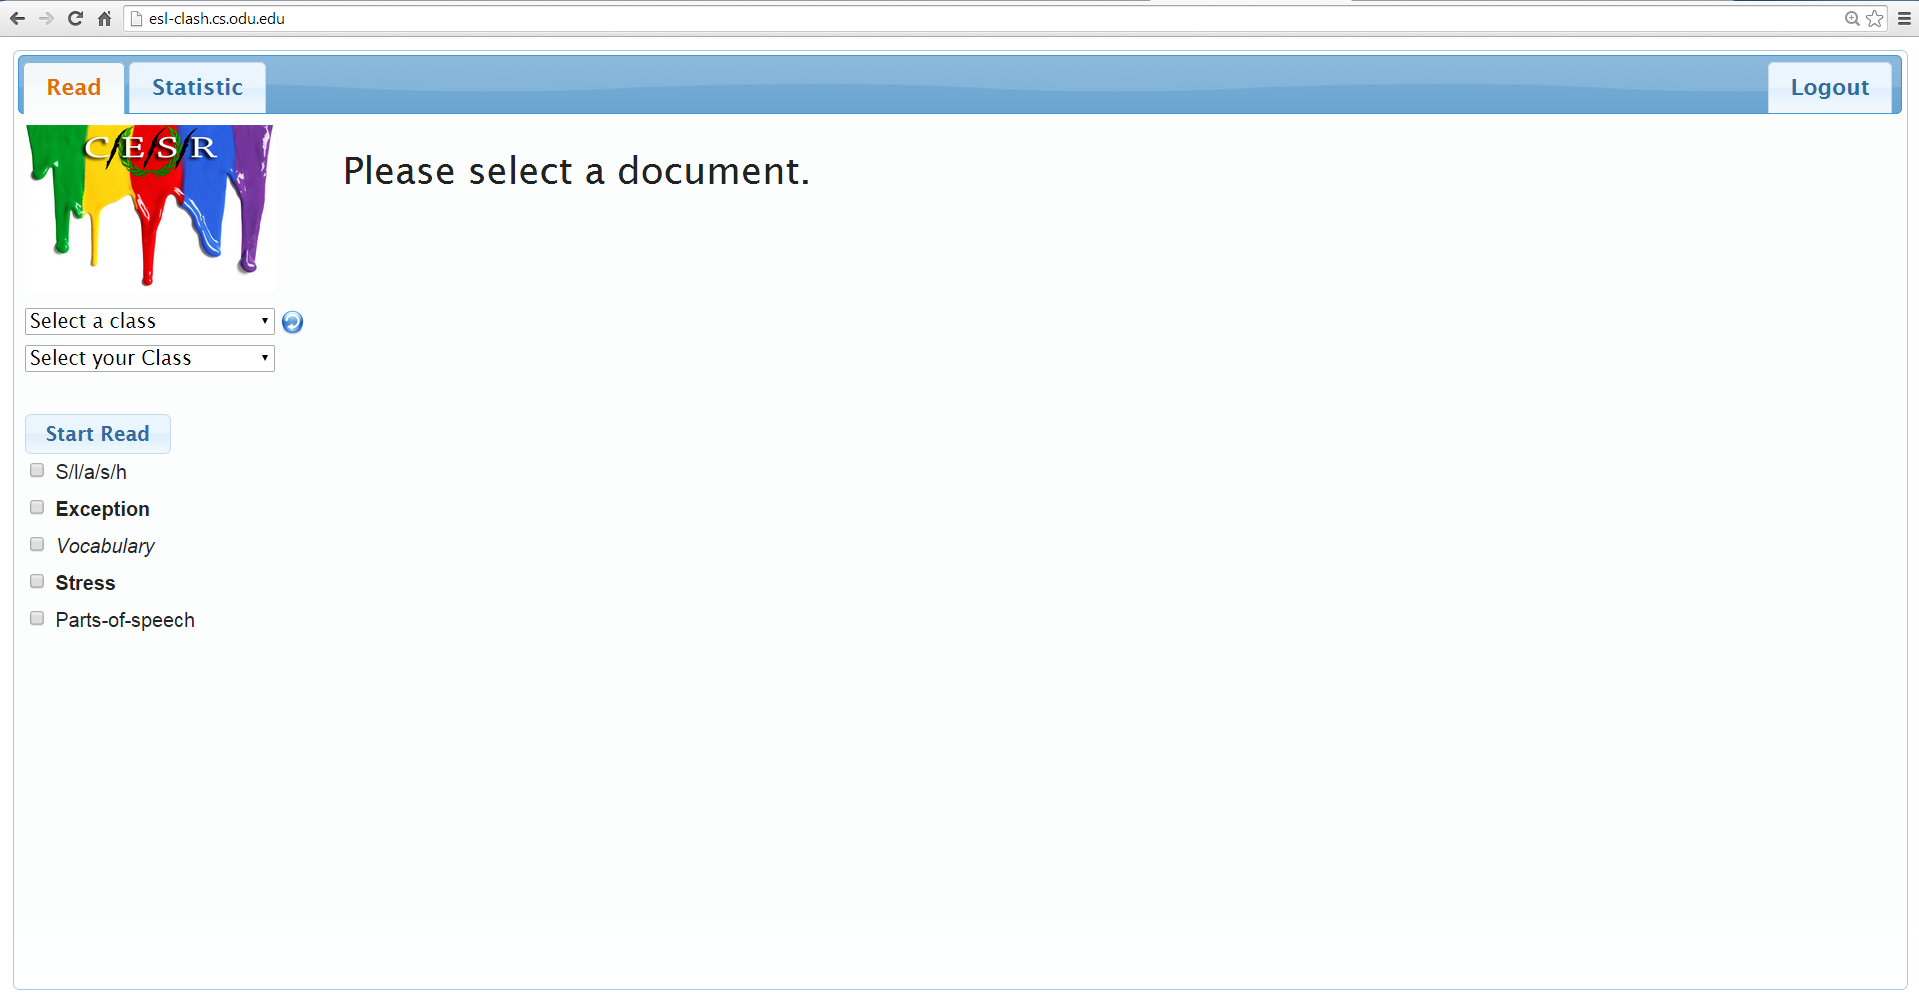 esl-clash.cs.odu.edu
Read Statistic Logout
C/E/S/R
Please select a document.
Select a class
Select your Class
Start Read
S/l/a/s/h
Exception
Vocabulary
Stress
Parts-of-speech